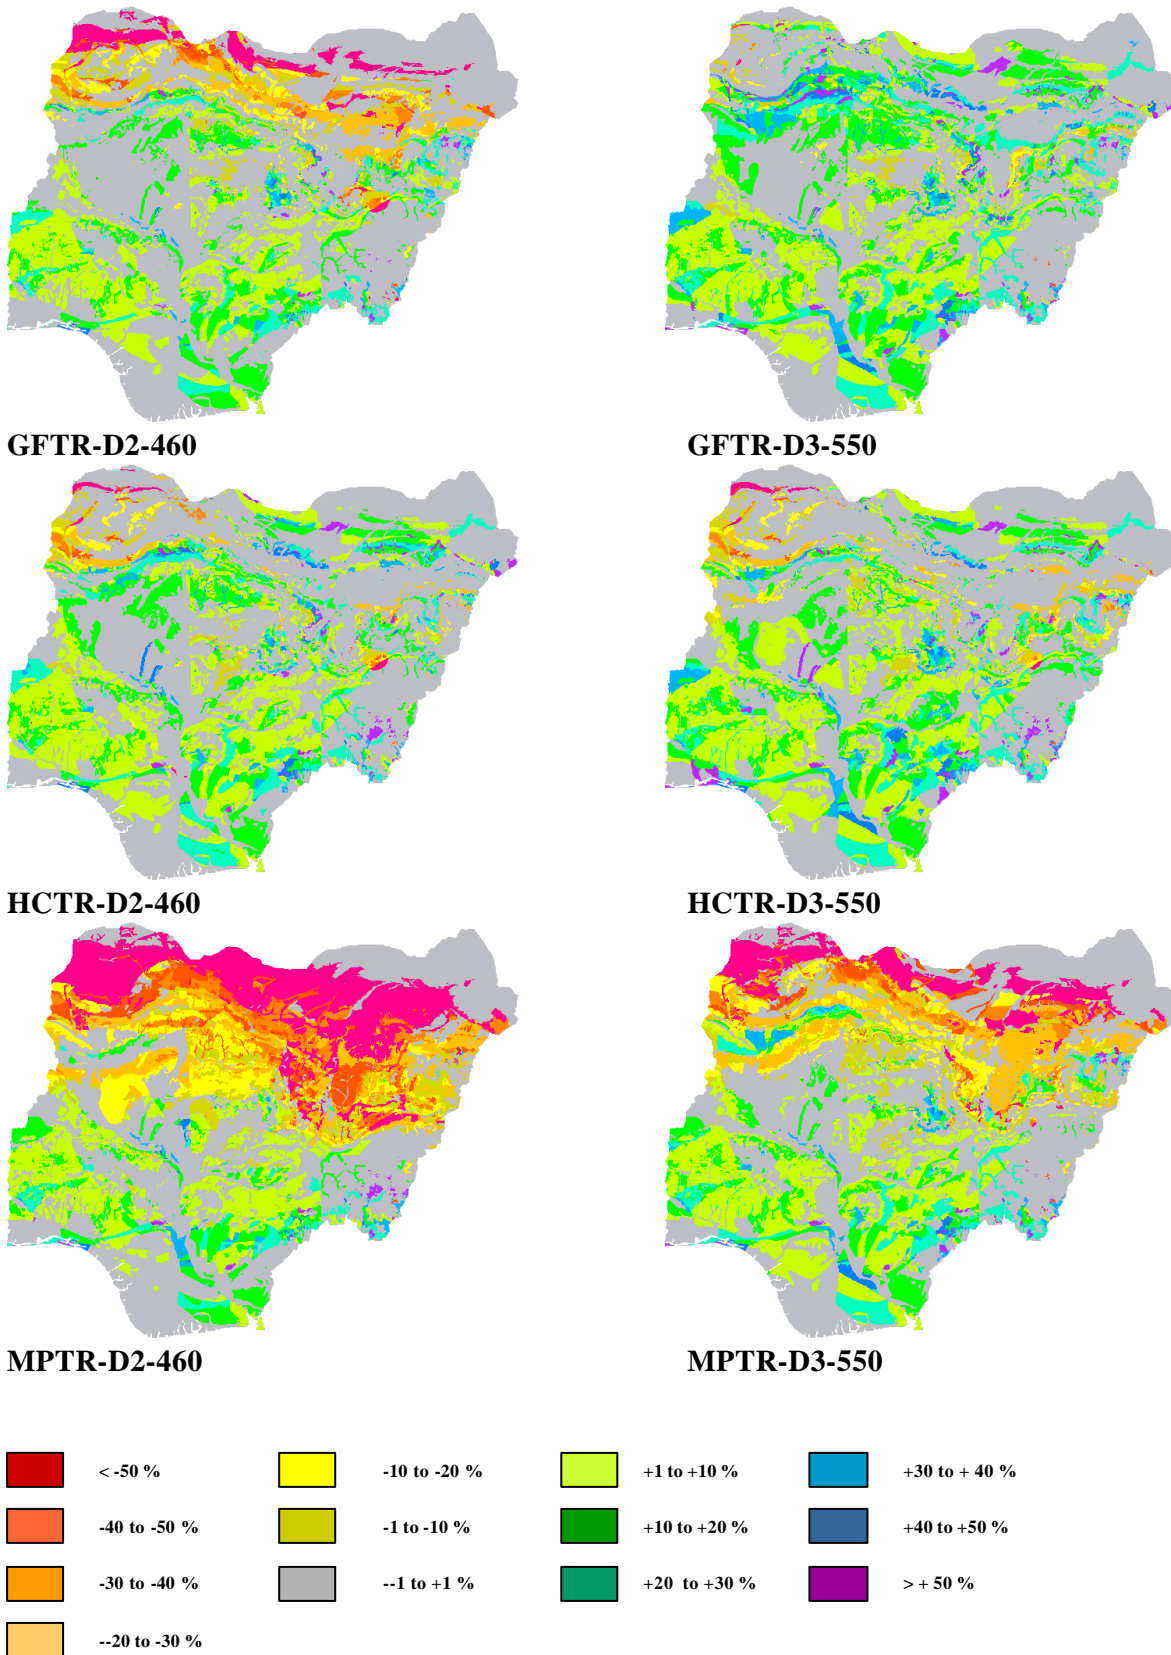 GFTR-D2-460 GFTR-D3-550
HCTR-D2-460 HCTR-D3-550
MPTR-D2-460 MPTR-D3-550
< -50 % -10 to -20 % +1 to +10 % +30 to + 40 %
-40 to -50 % -1 to -10 % +10 to +20 % +40 to +50 %
-30 to -40 % --1 to +1 % +20 to +30 % > + 50 %
--20 to -30 %